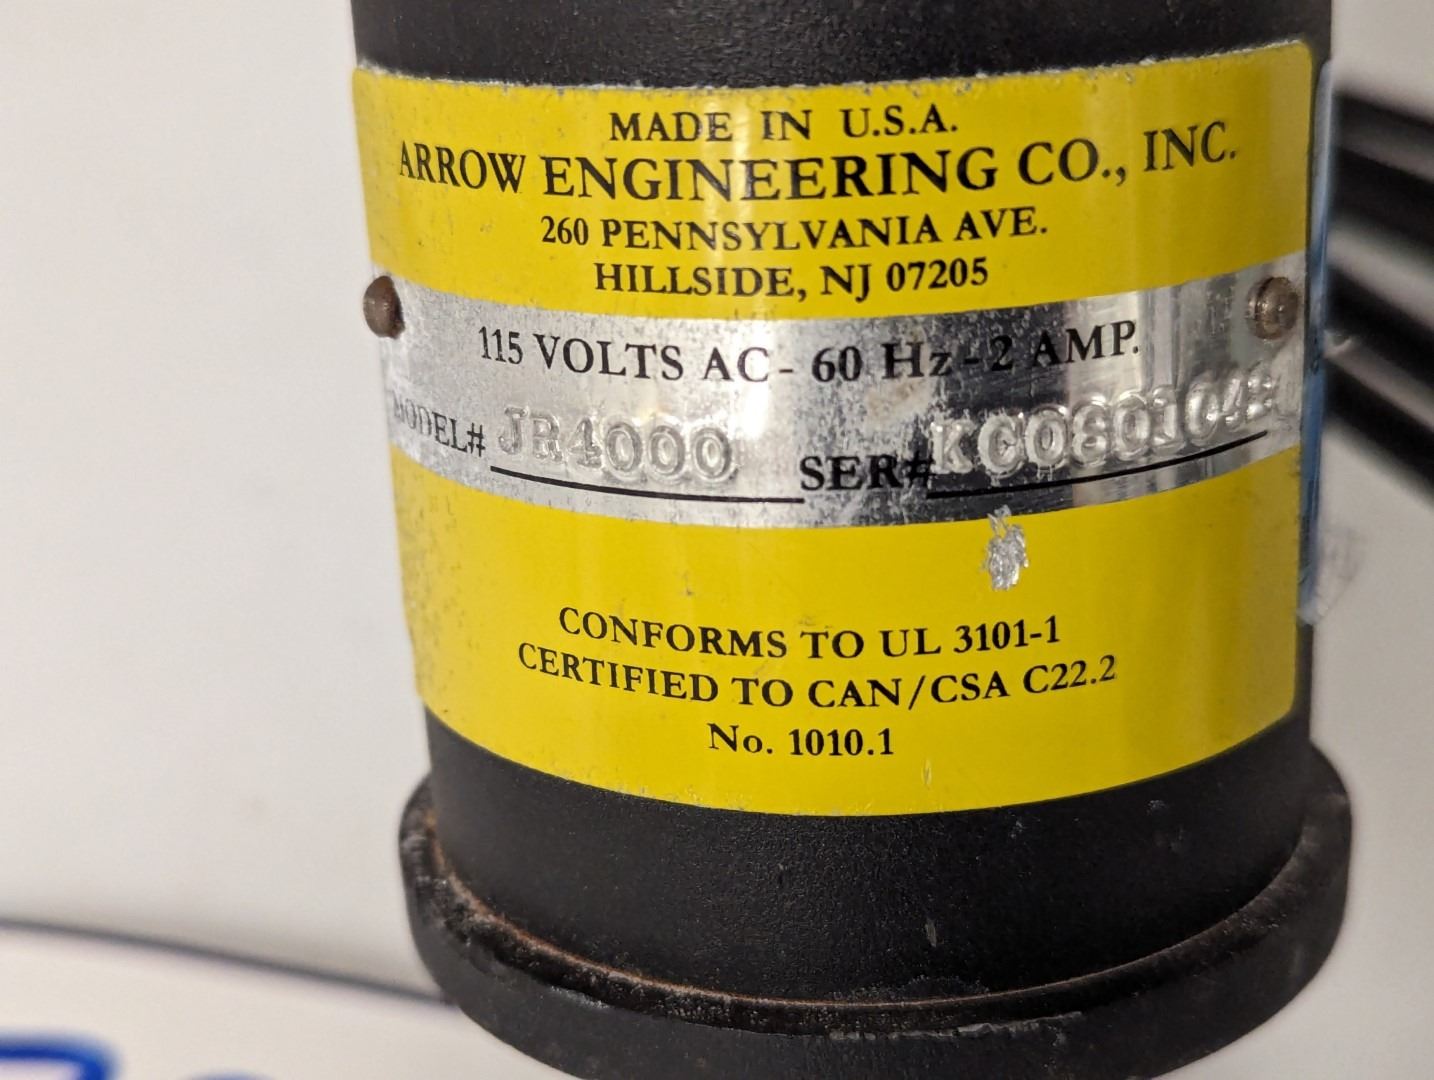 MADE IN U.S.A.
ARROW ENGINEERING CO., INC.
260 PENNSYLVANIA AVE.
HILLSIDE, NJ 07205
115 VOLTS AC - 60 Hz - 2 AMP.
MODEL# JR4000 SER#
CONFORMS TO UL 3101-1
CERTIFIED TO CAN/CSA C22.2
No. 1010.1